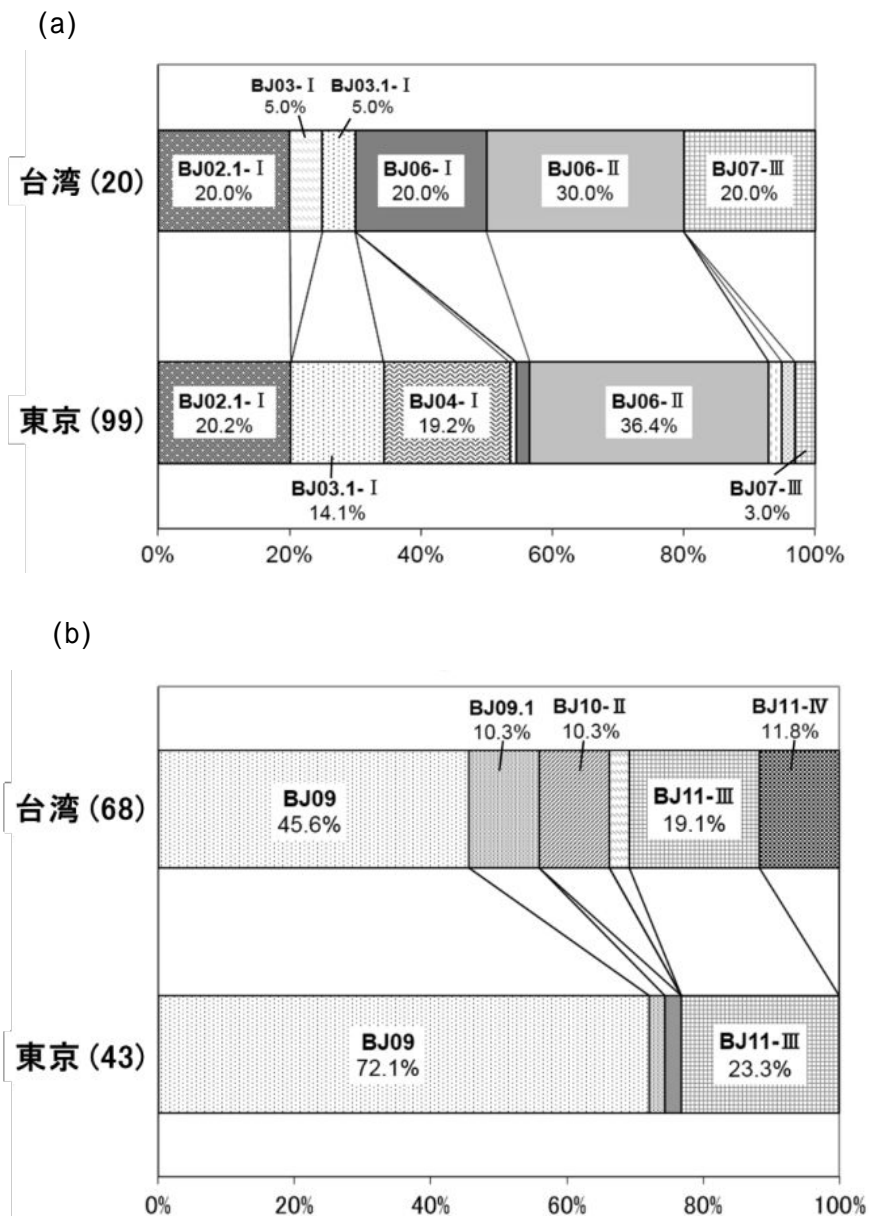 (a)
BJ03-Ⅰ BJ03.1-Ⅰ
5.0% 5.0%
台湾(20)
BJ02.1-Ⅰ BJ06-Ⅰ BJ06-Ⅱ BJ07-Ⅲ
20.0% 20.0% 30.0% 20.0%
東京(99)
BJ02.1-Ⅰ BJ04-Ⅰ BJ06-Ⅱ
20.2% 19.2% 36.4%
BJ03.1-Ⅰ BJ07-Ⅲ
14.1% 3.0%
0% 20% 40% 60% 80% 100%
(b)
BJ09.1 BJ10-Ⅱ BJ11-Ⅳ
10.3% 10.3% 11.8%
台湾(68)
BJ09 BJ11-Ⅲ
45.6% 19.1%
東京(43)
BJ09 BJ11-Ⅲ
72.1% 23.3%
0% 20% 40% 60% 80% 100%